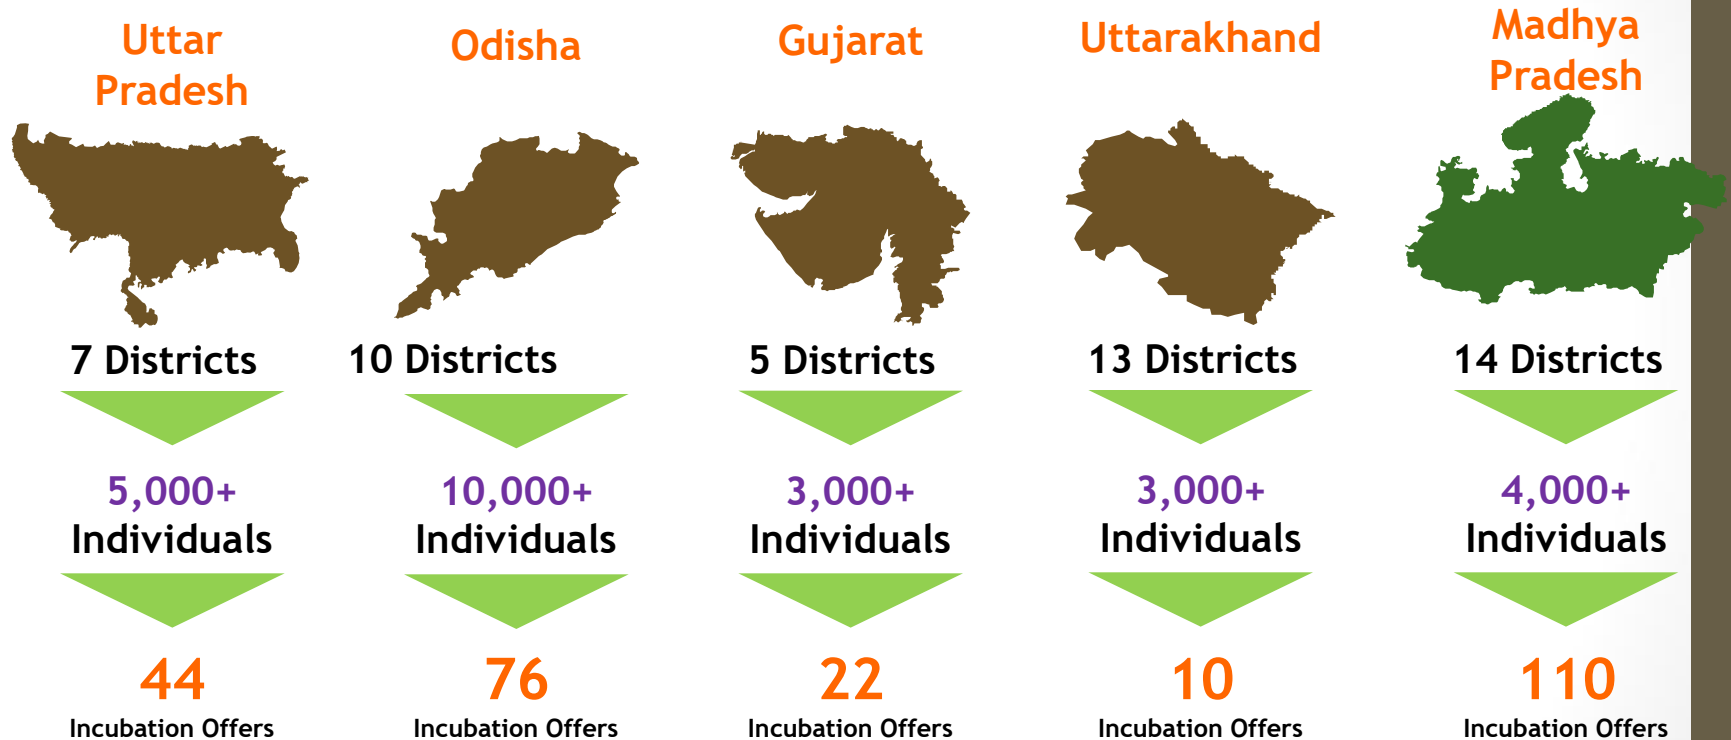 Uttar
Pradesh
Odisha
Gujarat
Uttarakhand
Madhya
Pradesh
7 Districts
10 Districts
5 Districts
13 Districts
14 Districts
5,000+
Individuals
10,000+
Individuals
3,000+
Individuals
3,000+
Individuals
4,000+
Individuals
44
Incubation Offers
76
Incubation Offers
22
Incubation Offers
10
Incubation Offers
110
Incubation Offers